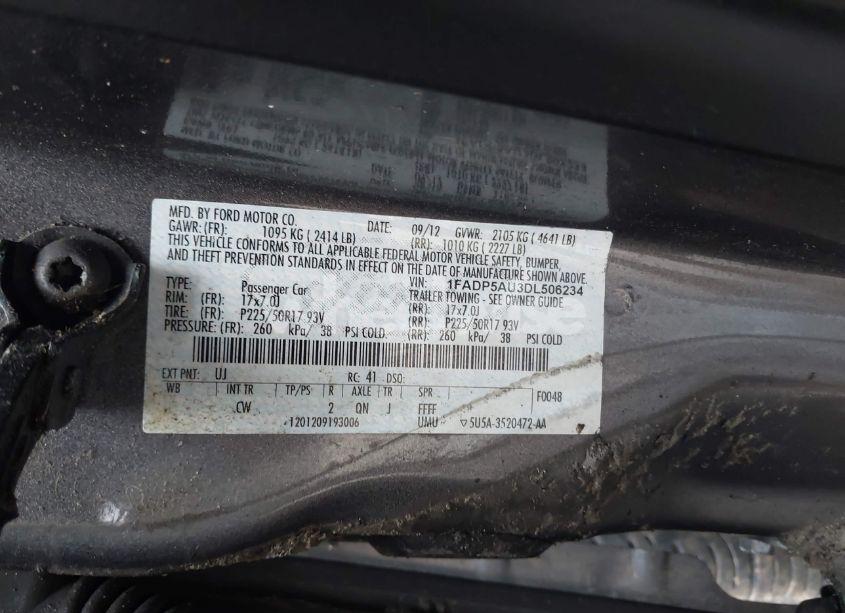 MFD. BY FORD MOTOR CO. DATE: 09/12 GVWR: 2105 KG ( 4641 LB)
GAWR: (FR): 1095 KG ( 2414 LB) (RR): 1010 KG ( 2227 LB)
THIS VEHICLE CONFORMS TO ALL APPLICABLE FEDERAL MOTOR VEHICLE SAFETY, BUMPER,
AND THEFT PREVENTION STANDARDS IN EFFECT ON THE DATE OF MANUFACTURE SHOWN ABOVE.
VIN: 1FADP5AU3DL506234
TYPE: Passenger Car TRAILER TOWING - SEE OWNER GUIDE
RIM: (FR): 17x7.0J (RR): 17x7.0J
TIRE: (FR): P225/50R17 93V (RR): P225/50R17 93V
PRESSURE: (FR): 260 kPa/ 38 PSI COLD (RR): 260 kPa/ 38 PSI COLD
EXT PNT: UJ RC: 41 DSO:
WB INT TR TP/PS R AXLE TR SPR F0048
CW 2 QN J FFFF
1201209193006 UMU ▽5U5A-3520472-AA